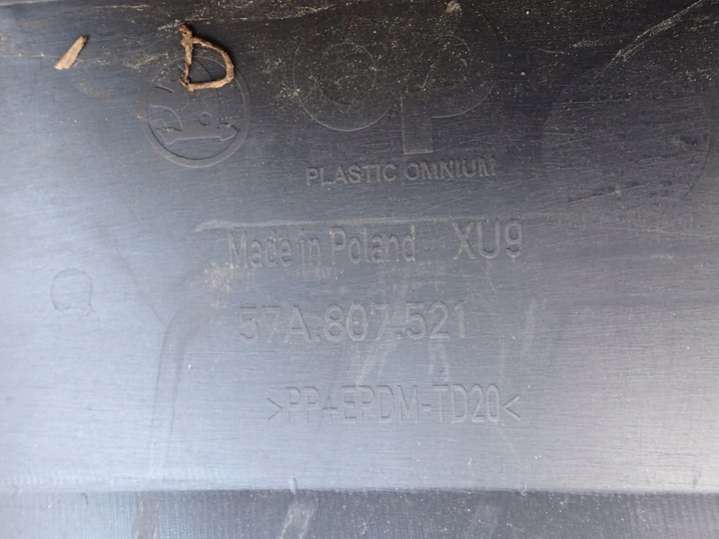 PLASTIC OMNIUM
Made in Poland XU9
57A.807.521
>PP+EPDM-TD20<